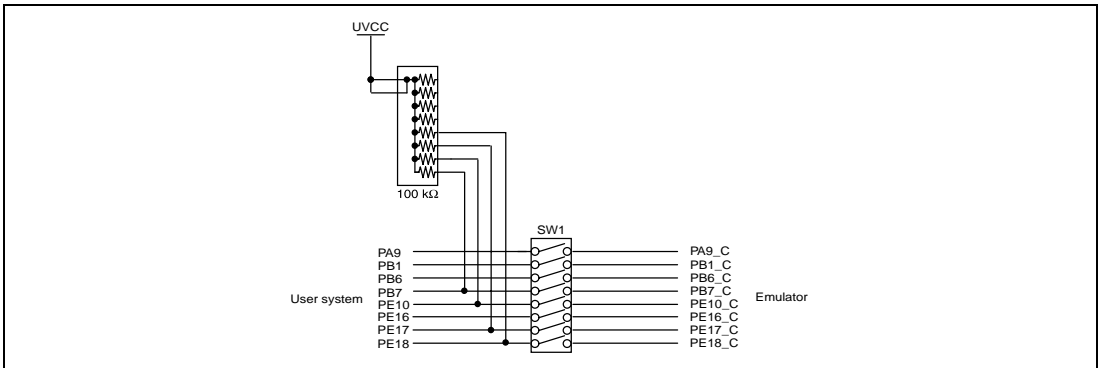 UVCC
100 kΩ
SW1
PA9
PB1
PB6
PB7
PE10
PE16
PE17
PE18
User system
PA9_C
PB1_C
PB6_C
PB7_C
PE10_C
PE16_C
PE17_C
PE18_C
Emulator